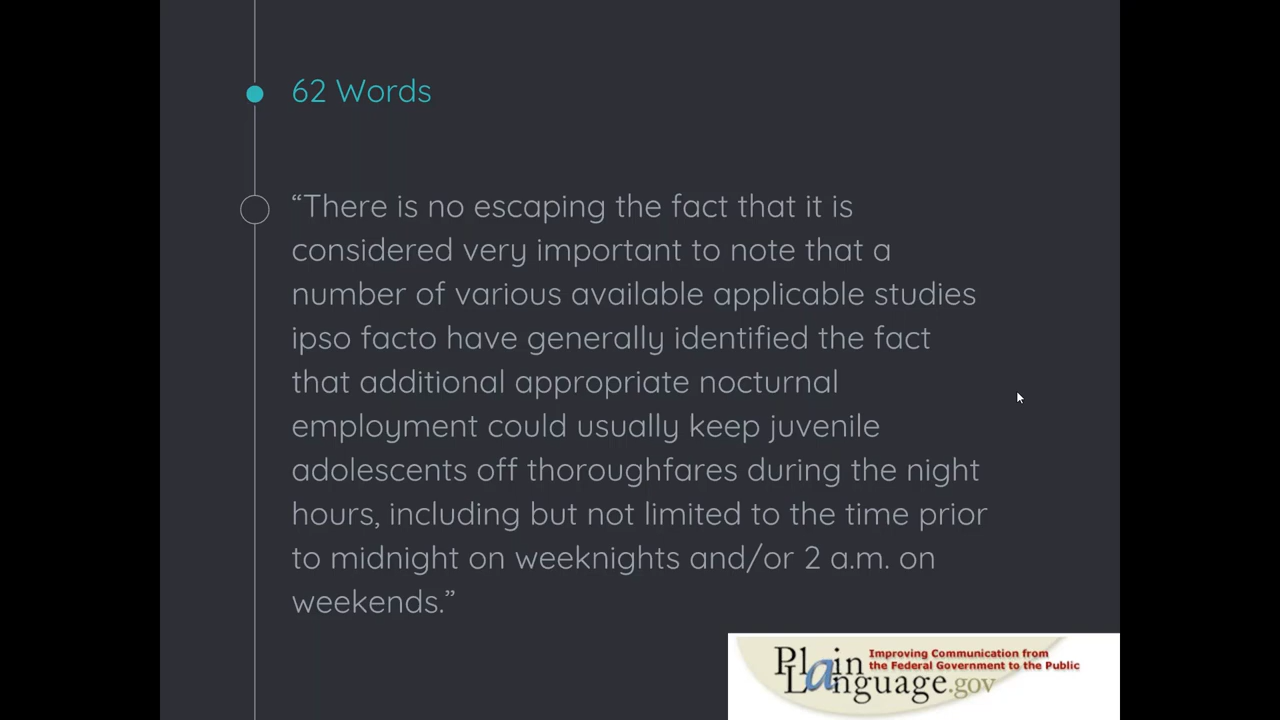 62 Words
“There is no escaping the fact that it is
considered very important to note that a
number of various available applicable studies
ipso facto have generally identified the fact
that additional appropriate nocturnal
employment could usually keep juvenile
adolescents off thoroughfares during the night
hours, including but not limited to the time prior
to midnight on weeknights and/or 2 a.m. on
weekends.”
Plain Language.gov
Improving Communication from
the Federal Government to the Public